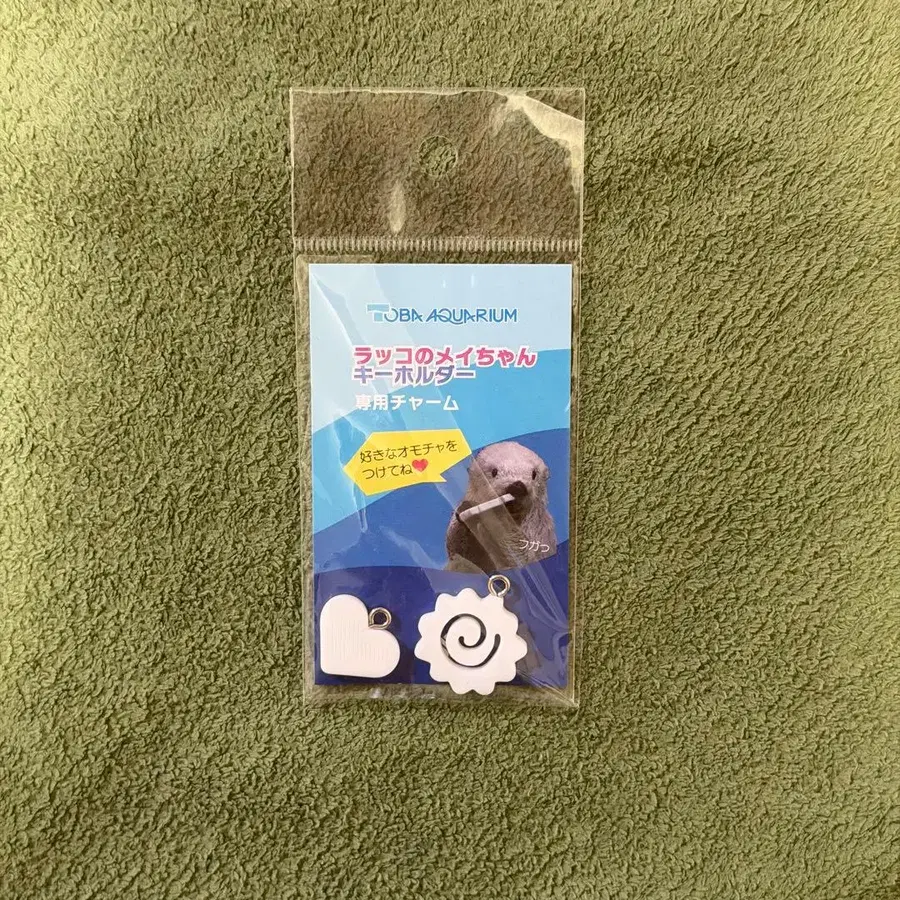 TOBA AQUARIUM
ラッコのメイちゃん
キーホルダー
専用チャーム
好きなオモチャを
つけてね
フガっ